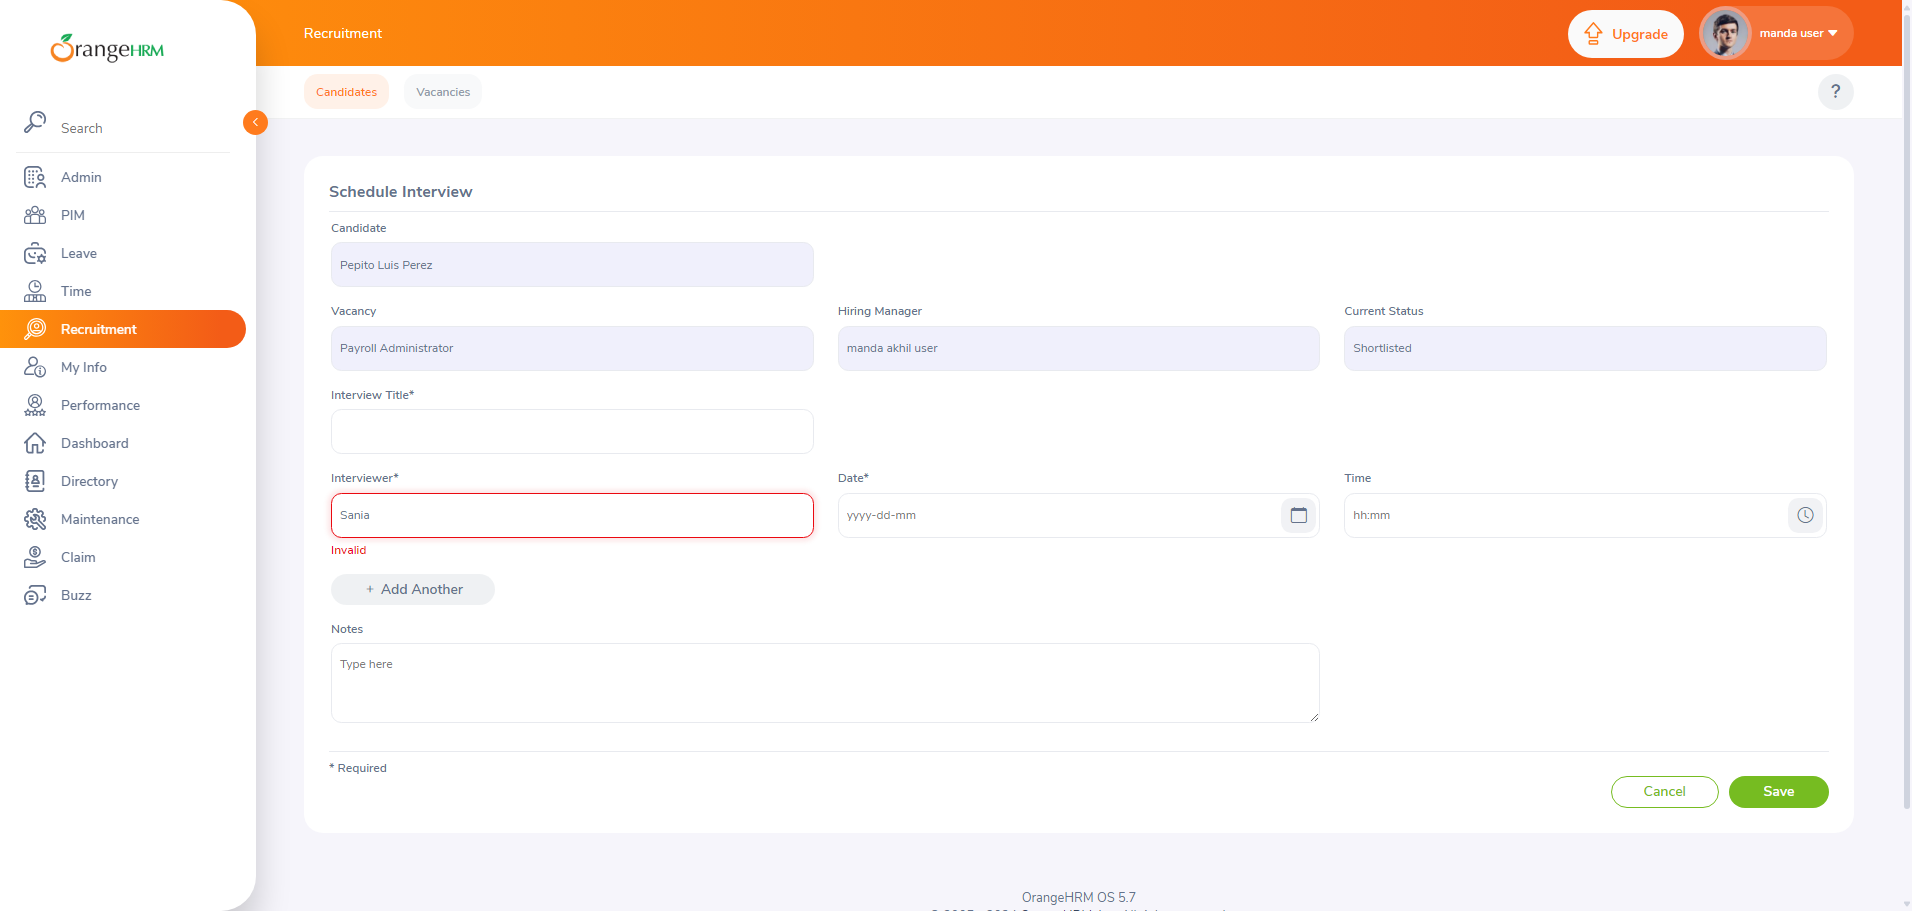 OrangeHRM
Recruitment
Upgrade
manda user
Candidates
Vacancies
?
Search
Admin
PIM
Leave
Time
Recruitment
My Info
Performance
Dashboard
Directory
Maintenance
Claim
Buzz
Schedule Interview
Candidate
Pepito Luis Perez
Vacancy
Hiring Manager
Current Status
Payroll Administrator
manda akhil user
Shortlisted
Interview Title*
Interviewer*
Date*
Time
Sania
yyyy-dd-mm
hh:mm
Invalid
+ Add Another
Notes
Type here
* Required
Cancel
Save
OrangeHRM OS 5.7